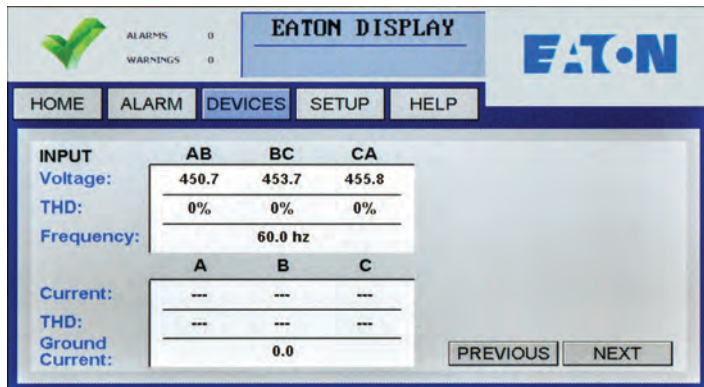 ALARMS 0
WARNINGS 0
EATON DISPLAY
EATON
HOME ALARM DEVICES SETUP HELP
INPUT AB BC CA
Voltage: 450.7 453.7 455.8
THD: 0% 0% 0%
Frequency: 60.0 hz
A B C
Current: --- --- ---
THD: --- --- ---
Ground
Current: 0.0
PREVIOUS NEXT